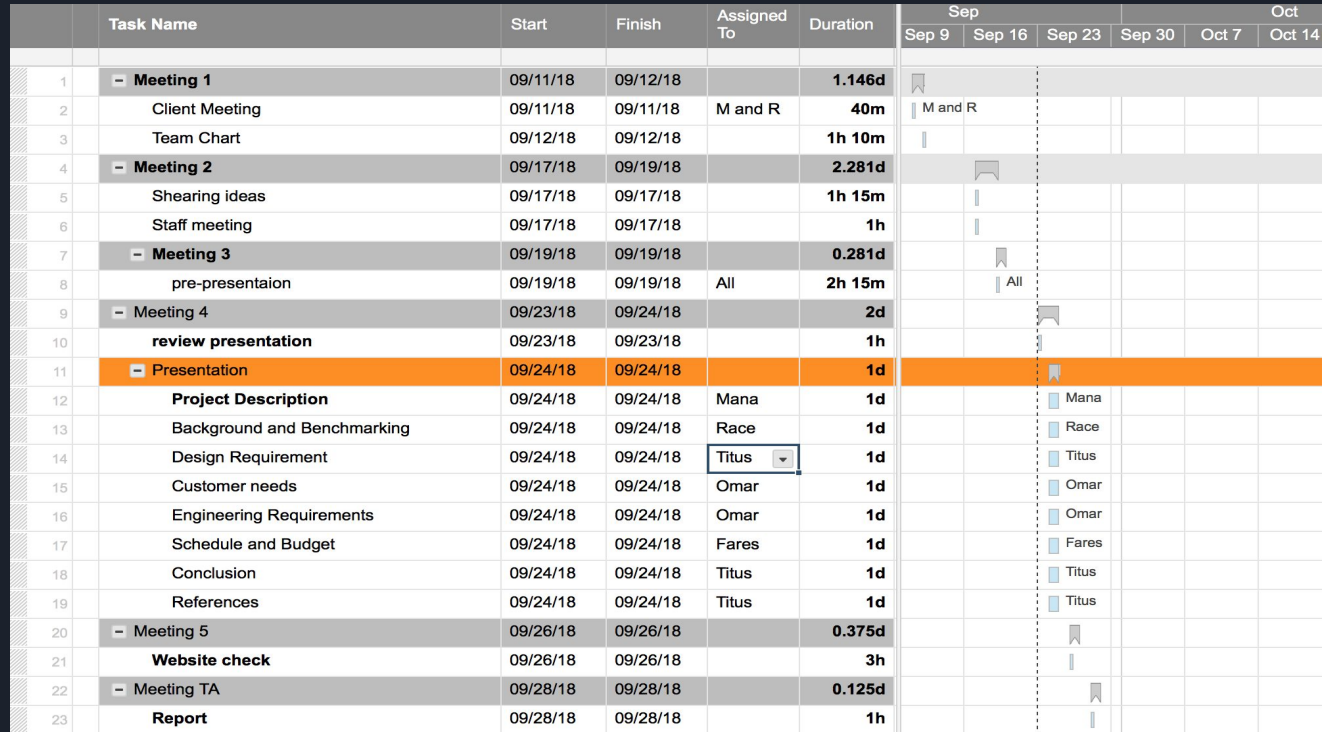 Task Name Start Finish Assigned To Duration Sep Oct
Sep 9 Sep 16 Sep 23 Sep 30 Oct 7 Oct 14
1 Meeting 1 09/11/18 09/12/18 1.146d
2 Client Meeting 09/11/18 09/11/18 M and R 40m M and R
3 Team Chart 09/12/18 09/12/18 1h 10m
4 Meeting 2 09/17/18 09/19/18 2.281d
5 Shearing ideas 09/17/18 09/17/18 1h 15m
6 Staff meeting 09/17/18 09/17/18 1h
7 Meeting 3 09/19/18 09/19/18 0.281d
8 pre-presentaion 09/19/18 09/19/18 All 2h 15m All
9 Meeting 4 09/23/18 09/24/18 2d
10 review presentation 09/23/18 09/23/18 1h
11 Presentation 09/24/18 09/24/18 1d
12 Project Description 09/24/18 09/24/18 Mana 1d Mana
13 Background and Benchmarking 09/24/18 09/24/18 Race 1d Race
14 Design Requirement 09/24/18 09/24/18 Titus 1d Titus
15 Customer needs 09/24/18 09/24/18 Omar 1d Omar
16 Engineering Requirements 09/24/18 09/24/18 Omar 1d Omar
17 Schedule and Budget 09/24/18 09/24/18 Fares 1d Fares
18 Conclusion 09/24/18 09/24/18 Titus 1d Titus
19 References 09/24/18 09/24/18 Titus 1d Titus
20 Meeting 5 09/26/18 09/26/18 0.375d
21 Website check 09/26/18 09/26/18 3h
22 Meeting TA 09/28/18 09/28/18 0.125d
23 Report 09/28/18 09/28/18 1h